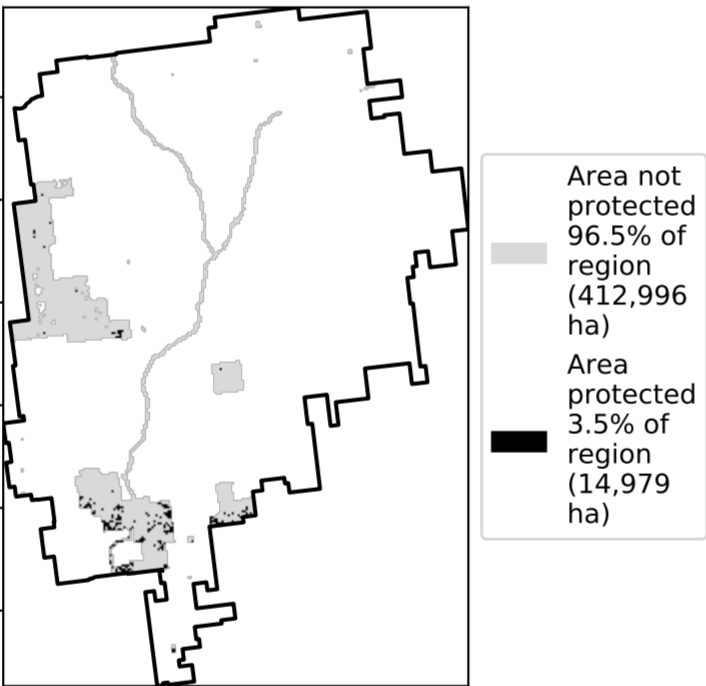 Area not
protected
96.5% of
region
(412,996
ha)
Area
protected
3.5% of
region
(14,979
ha)